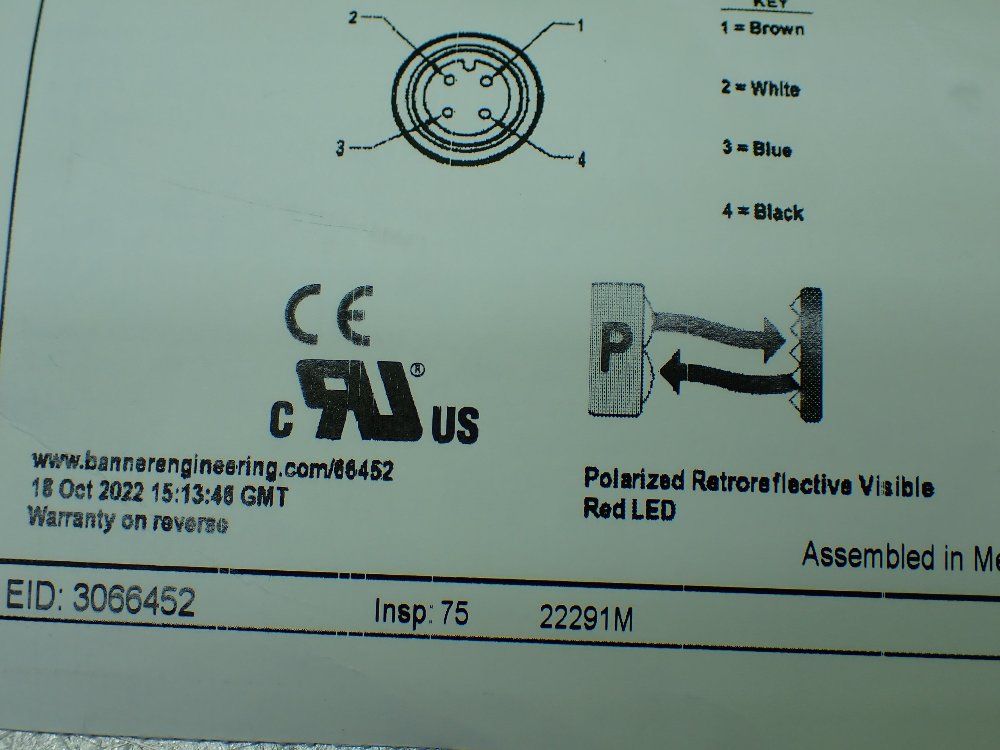 KEY
2
1
1 = Brown
2 = White
3
4
3 = Blue
4 = Black
CE
P
C RU® US
www.bannerengineering.com/66452
18 Oct 2022 15:13:46 GMT
Warranty on reverse
Polarized Retroreflective Visible
Red LED
Assembled in
EID: 3066452
Insp: 75
22291M